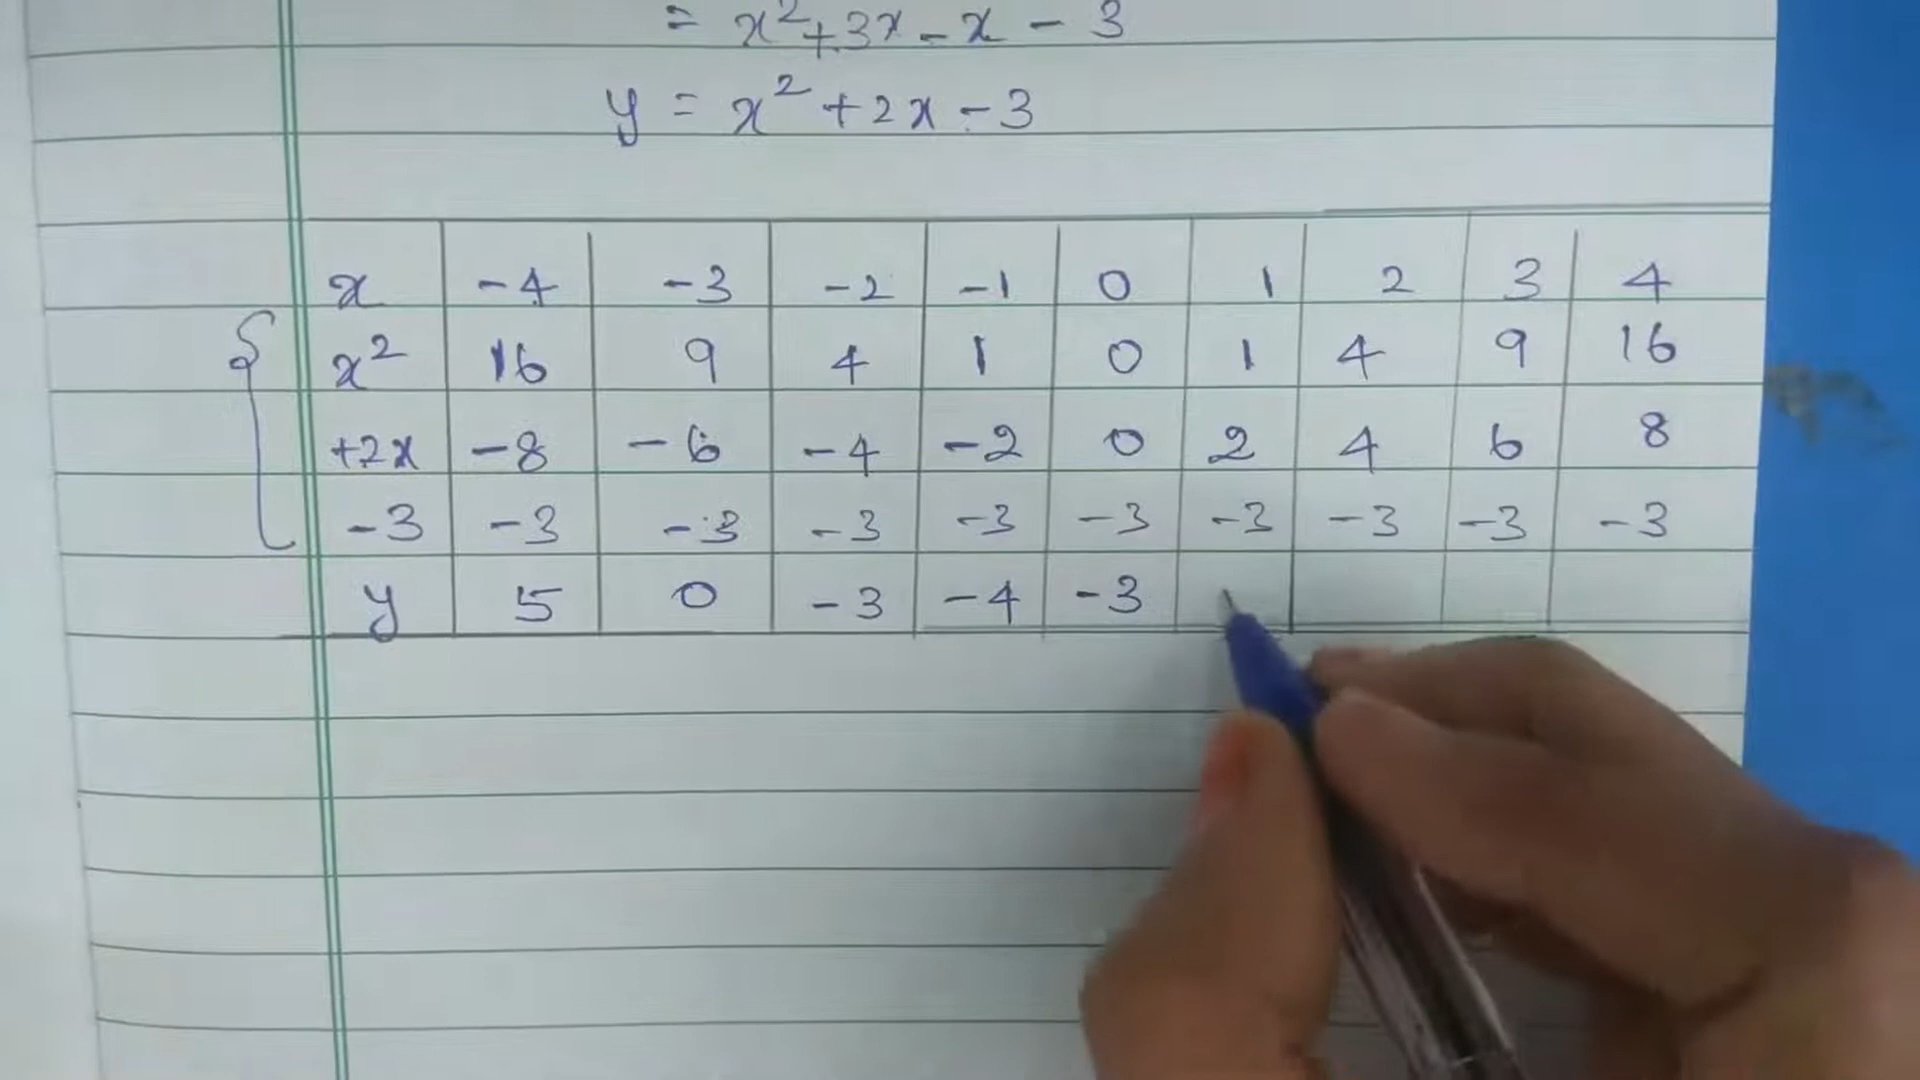 = x² + 3x - x - 3
y = x² + 2x - 3
x -4 -3 -2 -1 0 1 2 3 4
x² 16 9 4 1 0 1 4 9 16
+2x -8 -6 -4 -2 0 2 4 6 8
-3 -3 -3 -3 -3 -3 -3 -3 -3 -3
y 5 0 -3 -4 -3